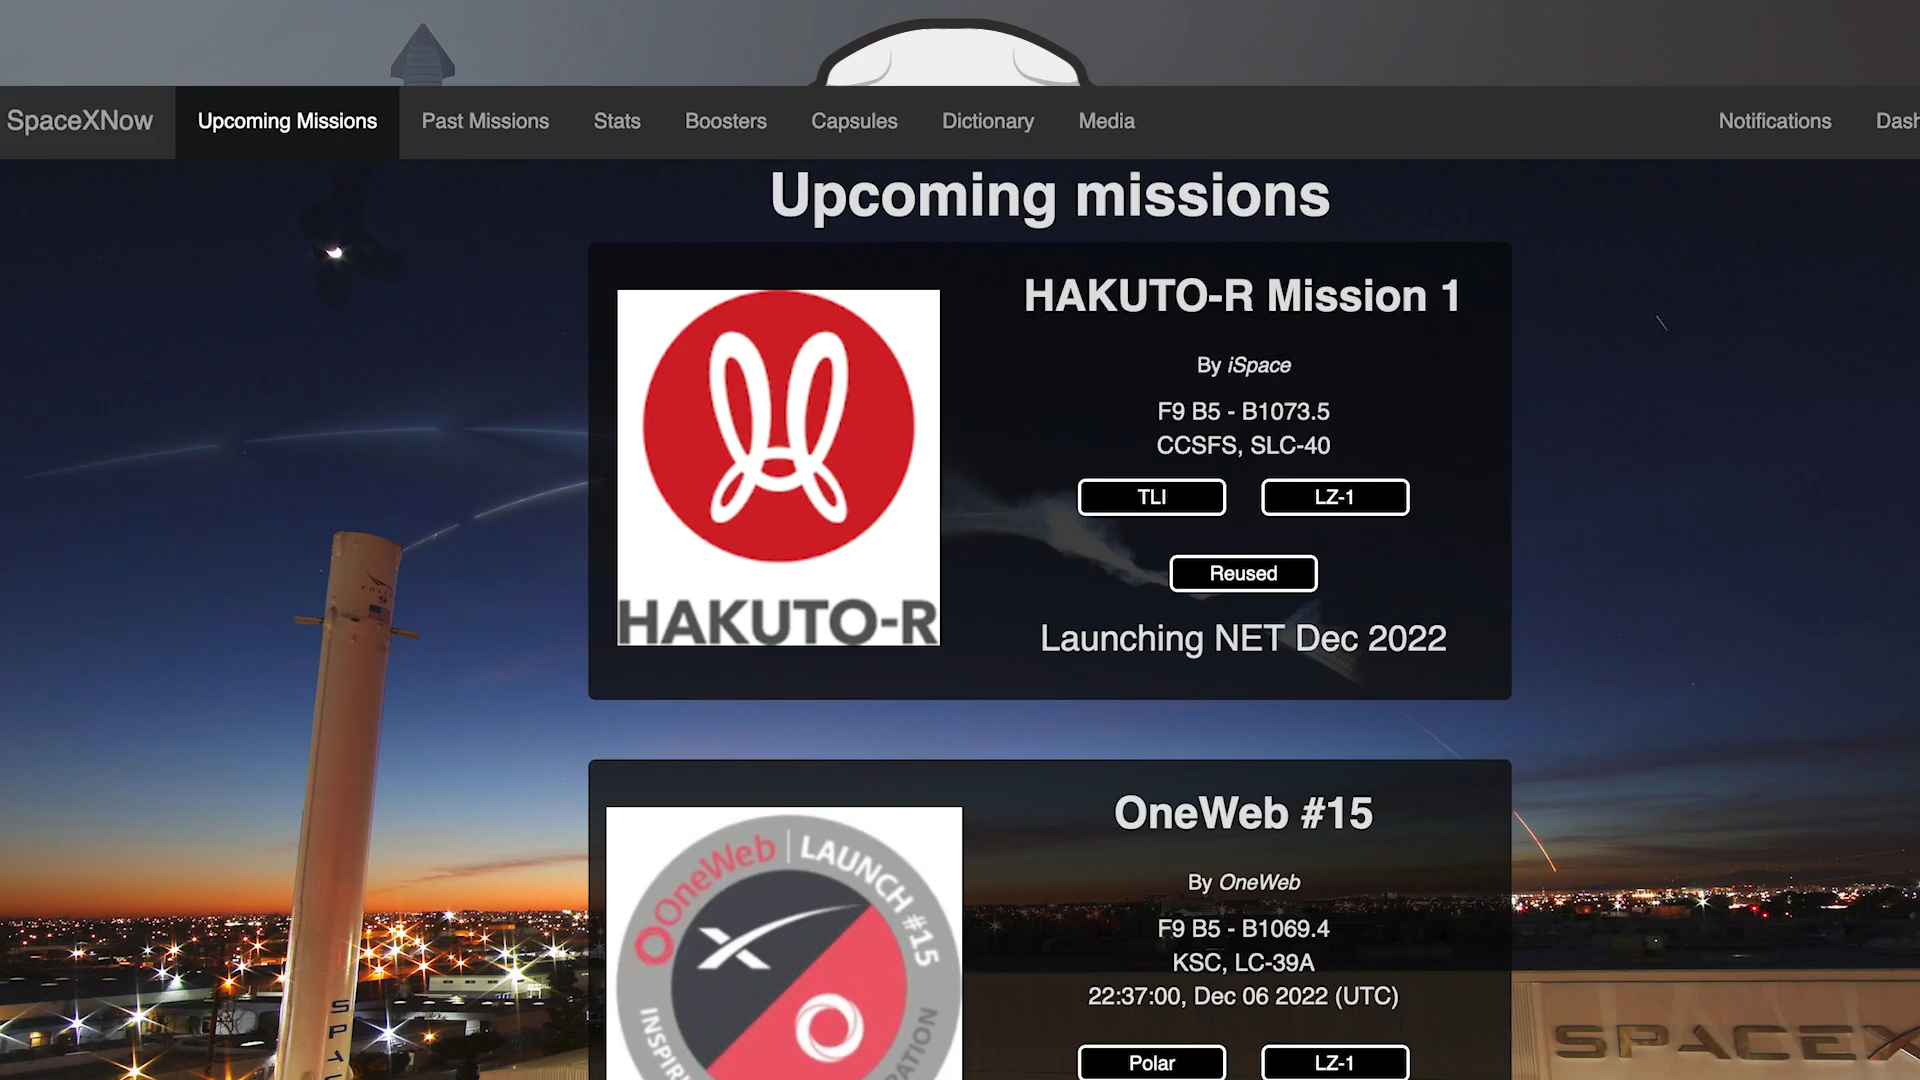 SpaceXNow Upcoming Missions Past Missions Stats Boosters Capsules Dictionary Media Notifications Dash
Upcoming missions
HAKUTO-R Mission 1
By iSpace
F9 B5 - B1073.5
CCSFS, SLC-40
TLI LZ-1
Reused
Launching NET Dec 2022
HAKUTO-R
OneWeb #15
By OneWeb
F9 B5 - B1069.4
KSC, LC-39A
22:37:00, Dec 06 2022 (UTC)
Polar LZ-1
OneWeb | LAUNCH #15
SPACEX
SPA
9